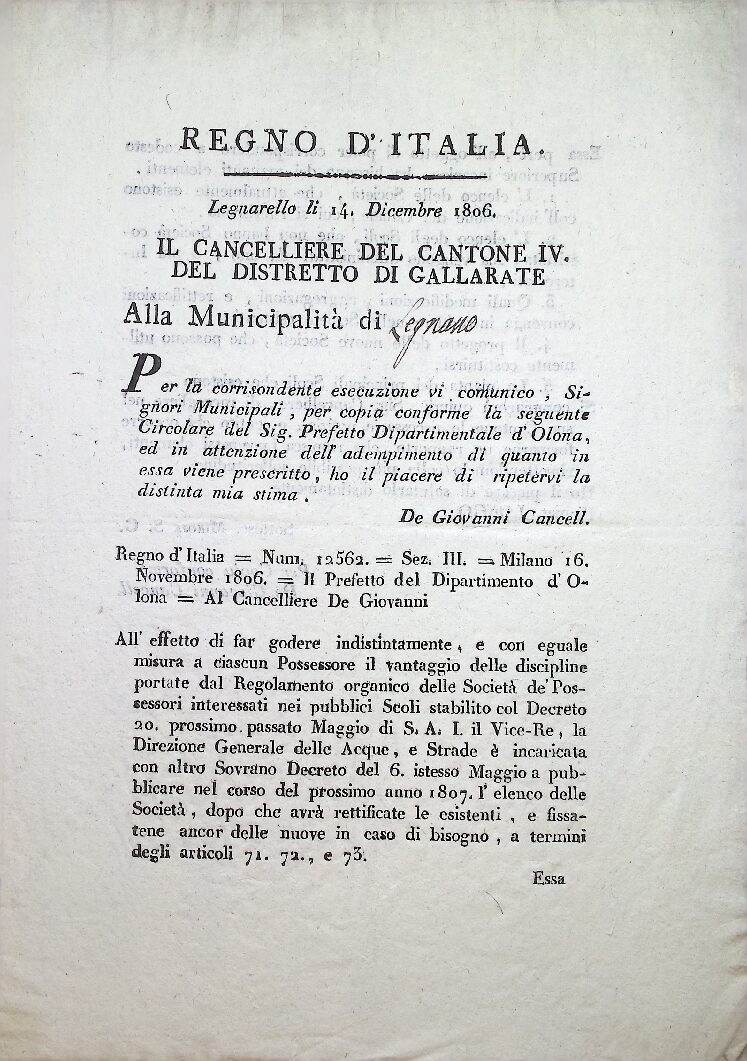 REGNO D' ITALIA.
Legnarello li 14. Dicembre 1806.
IL CANCELLIERE DEL CANTONE IV.
DEL DISTRETTO DI GALLARATE
Alla Municipalità di Legnano
Per la corrisondente esecuzione vi comunico, Si-
gnori Municipali, per copia conforme la seguente
Circolare del Sig. Prefetto Dipartimentale d' Olona,
ed in attenzione dell' adempimento di quanto in
essa viene prescritto, ho il piacere di ripetervi la
distinta mia stima.
De Giovanni Cancell.
Regno d' Italia = Num. 12562. = Sez. III. = Milano 16.
Novembre 1806. = Il Prefetto del Dipartimento d' O-
lona = Al Cancelliere De Giovanni
All' effetto di far godere indistintamente, e con eguale
misura a ciascun Possessore il vantaggio delle discipline
portate dal Regolamento organico delle Società de' Pos-
sessori interessati nei pubblici Scoli stabilito col Decreto
20. prossimo passato Maggio di S. A. I. il Vice-Re, la
Direzione Generale delle Acque, e Strade è incaricata
con altro Sovrano Decreto del 6. istesso Maggio a pub-
blicare nel corso del prossimo anno 1807. l' elenco delle
Società, dopo che avrà rettificate le esistenti, e fissa-
tene ancor delle nuove in caso di bisogno, a termini
degli articoli 71. 72., e 73.
Essa